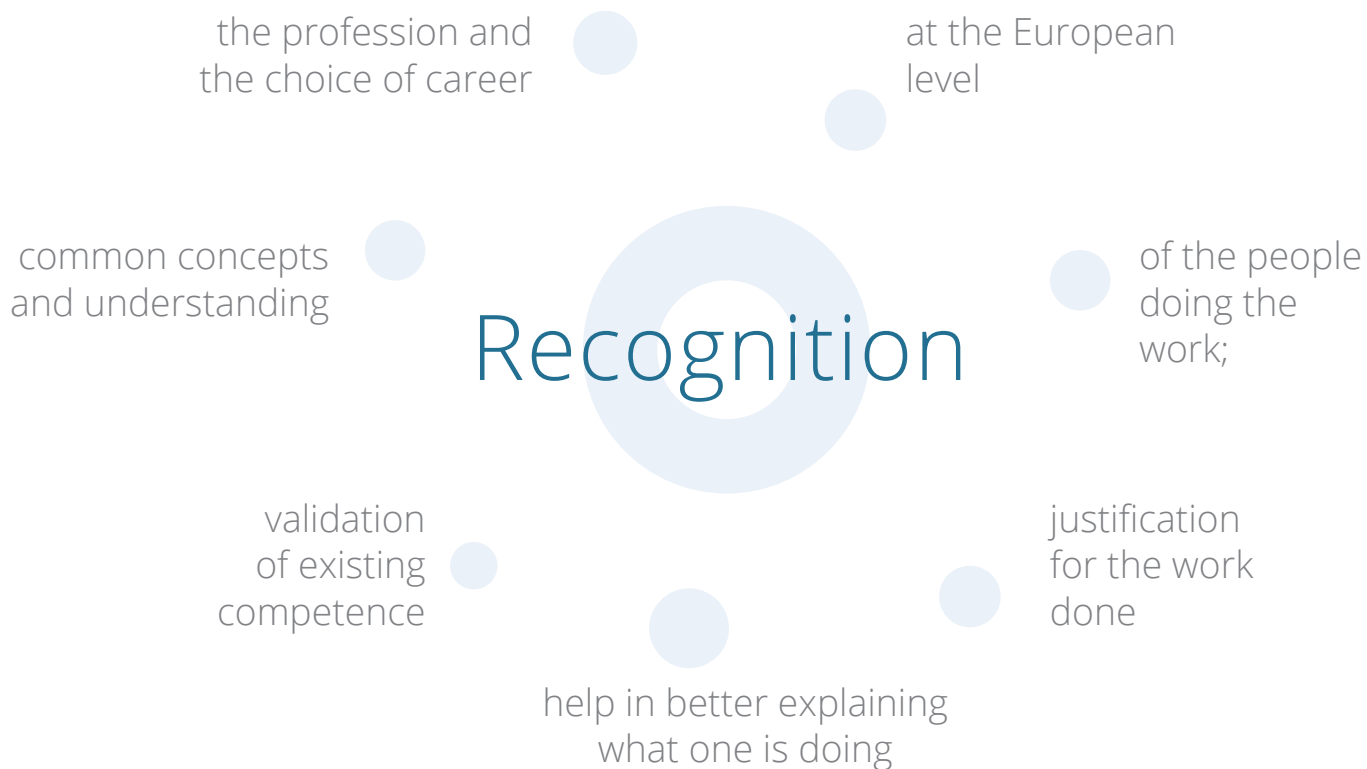 the profession and
the choice of career
at the European
level
common concepts
and understanding
of the people
doing the
work;
Recognition
validation
of existing
competence
justification
for the work
done
help in better explaining
what one is doing